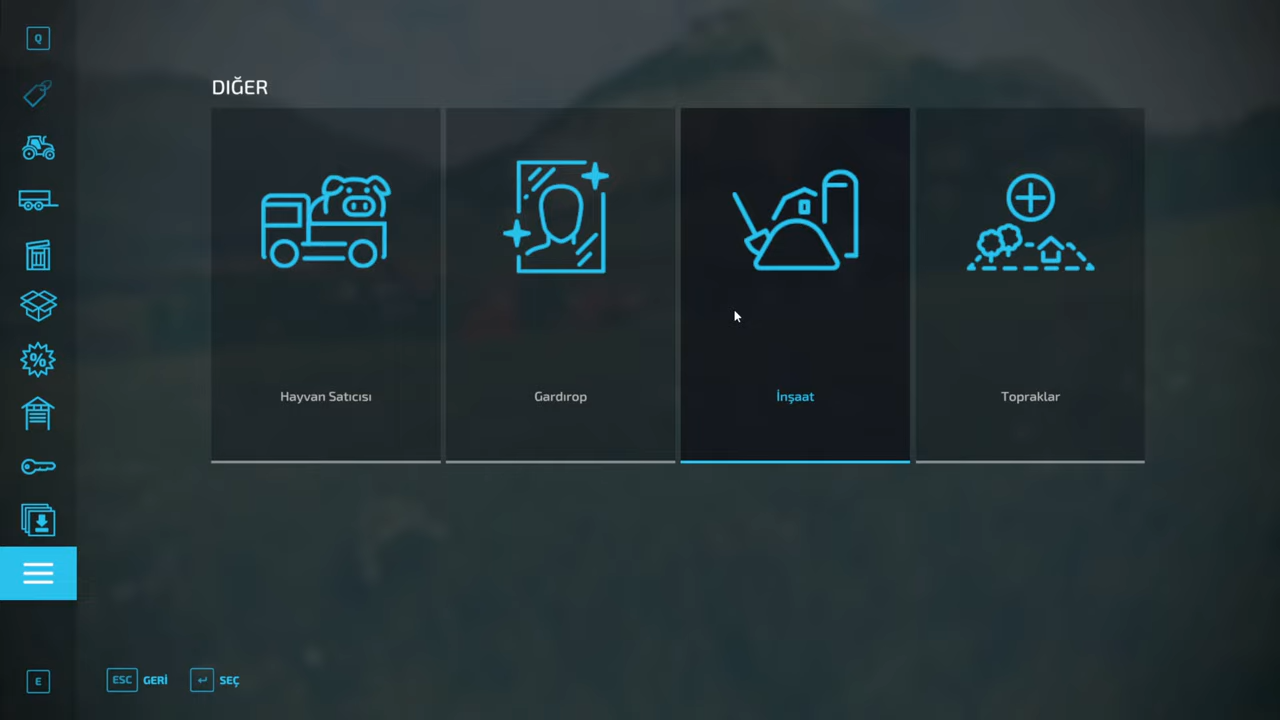 Q
DIĞER
Hayvan Satıcısı
Gardırop
İnşaat
Topraklar
E
ESC GERİ
SEÇ